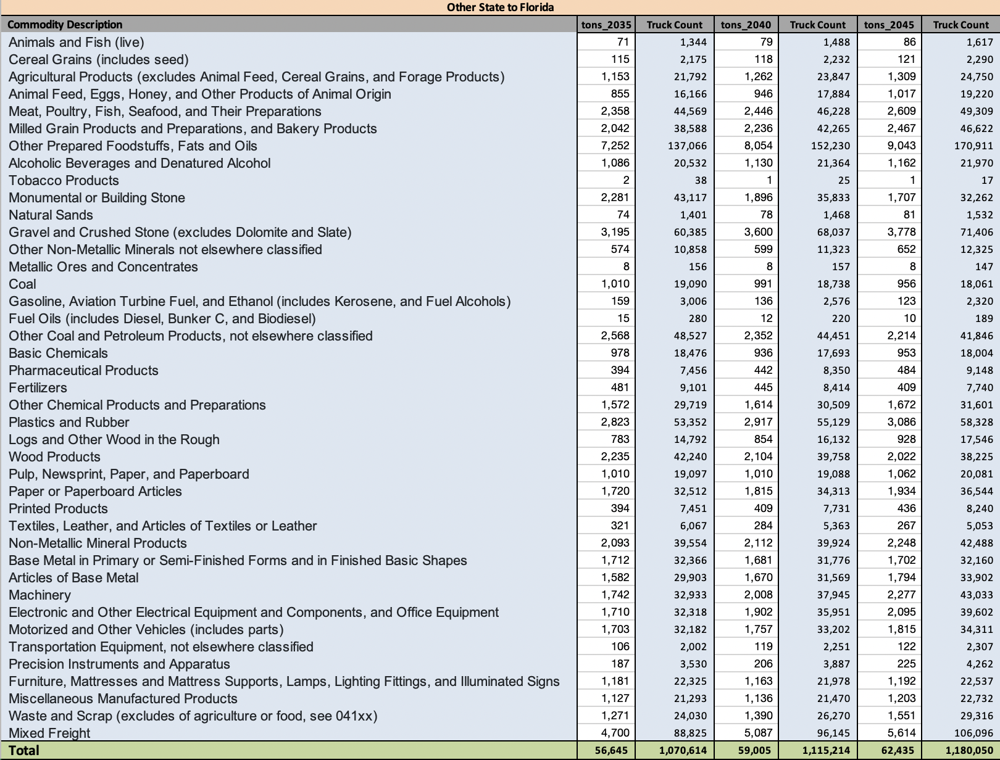 Other State to Florida
Commodity Description tons_2035 Truck Count tons_2040 Truck Count tons_2045 Truck Count
Animals and Fish (live) 71 1,344 79 1,488 86 1,617
Cereal Grains (includes seed) 115 2,175 118 2,232 121 2,290
Agricultural Products (excludes Animal Feed, Cereal Grains, and Forage Products) 1,153 21,792 1,262 23,847 1,309 24,750
Animal Feed, Eggs, Honey, and Other Products of Animal Origin 855 16,166 946 17,884 1,017 19,220
Meat, Poultry, Fish, Seafood, and Their Preparations 2,358 44,569 2,446 46,228 2,609 49,309
Milled Grain Products and Preparations, and Bakery Products 2,042 38,588 2,236 42,265 2,467 46,622
Other Prepared Foodstuffs, Fats and Oils 7,252 137,066 8,054 152,230 9,043 170,911
Alcoholic Beverages and Denatured Alcohol 1,086 20,532 1,130 21,364 1,162 21,970
Tobacco Products 2 38 1 25 1 17
Monumental or Building Stone 2,281 43,117 1,896 35,833 1,707 32,262
Natural Sands 74 1,401 78 1,468 81 1,532
Gravel and Crushed Stone (excludes Dolomite and Slate) 3,195 60,385 3,600 68,037 3,778 71,406
Other Non-Metallic Minerals not elsewhere classified 574 10,858 599 11,323 652 12,325
Metallic Ores and Concentrates 8 156 8 157 8 147
Coal 1,010 19,090 991 18,738 956 18,061
Gasoline, Aviation Turbine Fuel, and Ethanol (includes Kerosene, and Fuel Alcohols) 159 3,006 136 2,576 123 2,320
Fuel Oils (includes Diesel, Bunker C, and Biodiesel) 15 280 12 220 10 189
Other Coal and Petroleum Products, not elsewhere classified 2,568 48,527 2,352 44,451 2,214 41,846
Basic Chemicals 978 18,476 936 17,693 953 18,004
Pharmaceutical Products 394 7,456 442 8,350 484 9,148
Fertilizers 481 9,101 445 8,414 409 7,740
Other Chemical Products and Preparations 1,572 29,719 1,614 30,509 1,672 31,601
Plastics and Rubber 2,823 53,352 2,917 55,129 3,086 58,328
Logs and Other Wood in the Rough 783 14,792 854 16,132 928 17,546
Wood Products 2,235 42,240 2,104 39,758 2,022 38,225
Pulp, Newsprint, Paper, and Paperboard 1,010 19,097 1,010 19,088 1,062 20,081
Paper or Paperboard Articles 1,720 32,512 1,815 34,313 1,934 36,544
Printed Products 394 7,451 409 7,731 436 8,240
Textiles, Leather, and Articles of Textiles or Leather 321 6,067 284 5,363 267 5,053
Non-Metallic Mineral Products 2,093 39,554 2,112 39,924 2,248 42,488
Base Metal in Primary or Semi-Finished Forms and in Finished Basic Shapes 1,712 32,366 1,681 31,776 1,702 32,160
Articles of Base Metal 1,582 29,903 1,670 31,569 1,794 33,902
Machinery 1,742 32,933 2,008 37,945 2,277 43,033
Electronic and Other Electrical Equipment and Components, and Office Equipment 1,710 32,318 1,902 35,951 2,095 39,602
Motorized and Other Vehicles (includes parts) 1,703 32,182 1,757 33,202 1,815 34,311
Transportation Equipment, not elsewhere classified 106 2,002 119 2,251 122 2,307
Precision Instruments and Apparatus 187 3,530 206 3,887 225 4,262
Furniture, Mattresses and Mattress Supports, Lamps, Lighting Fittings, and Illuminated Signs 1,181 22,325 1,163 21,978 1,192 22,537
Miscellaneous Manufactured Products 1,127 21,293 1,136 21,470 1,203 22,732
Waste and Scrap (excludes of agriculture or food, see 041xx) 1,271 24,030 1,390 26,270 1,551 29,316
Mixed Freight 4,700 88,825 5,087 96,145 5,614 106,096
Total 56,645 1,070,614 59,005 1,115,214 62,435 1,180,050